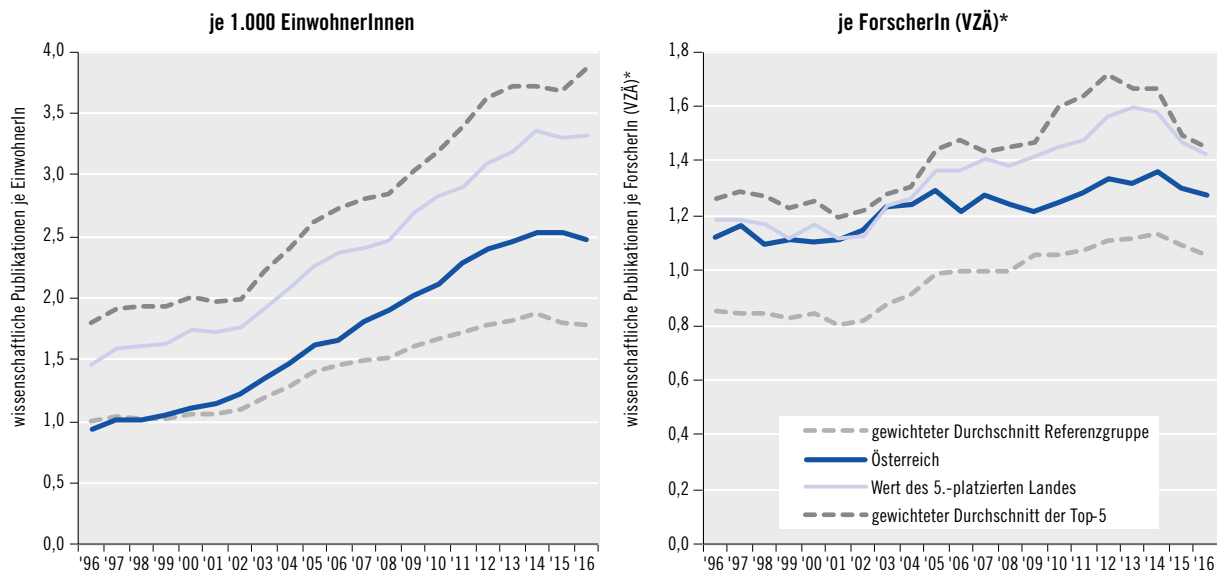 je 1.000 EinwohnerInnen
wissenschaftliche Publikationen je EinwohnerIn
4,0
3,5
3,0
2,5
2,0
1,5
1,0
0,5
0,0
'96 '97 '98 '99 '00 '01 '02 '03 '04 '05 '06 '07 '08 '09 '10 '11 '12 '13 '14 '15 '16
je ForscherIn (VZÄ)*
wissenschaftliche Publikationen je ForscherIn (VZÄ)*
1,8
1,6
1,4
1,2
1,0
0,8
0,6
0,4
0,2
0,0
gewichteter Durchschnitt Referenzgruppe
Österreich
Wert des 5.-platzierten Landes
gewichteter Durchschnitt der Top-5
'96 '97 '98 '99 '00 '01 '02 '03 '04 '05 '06 '07 '08 '09 '10 '11 '12 '13 '14 '15 '16